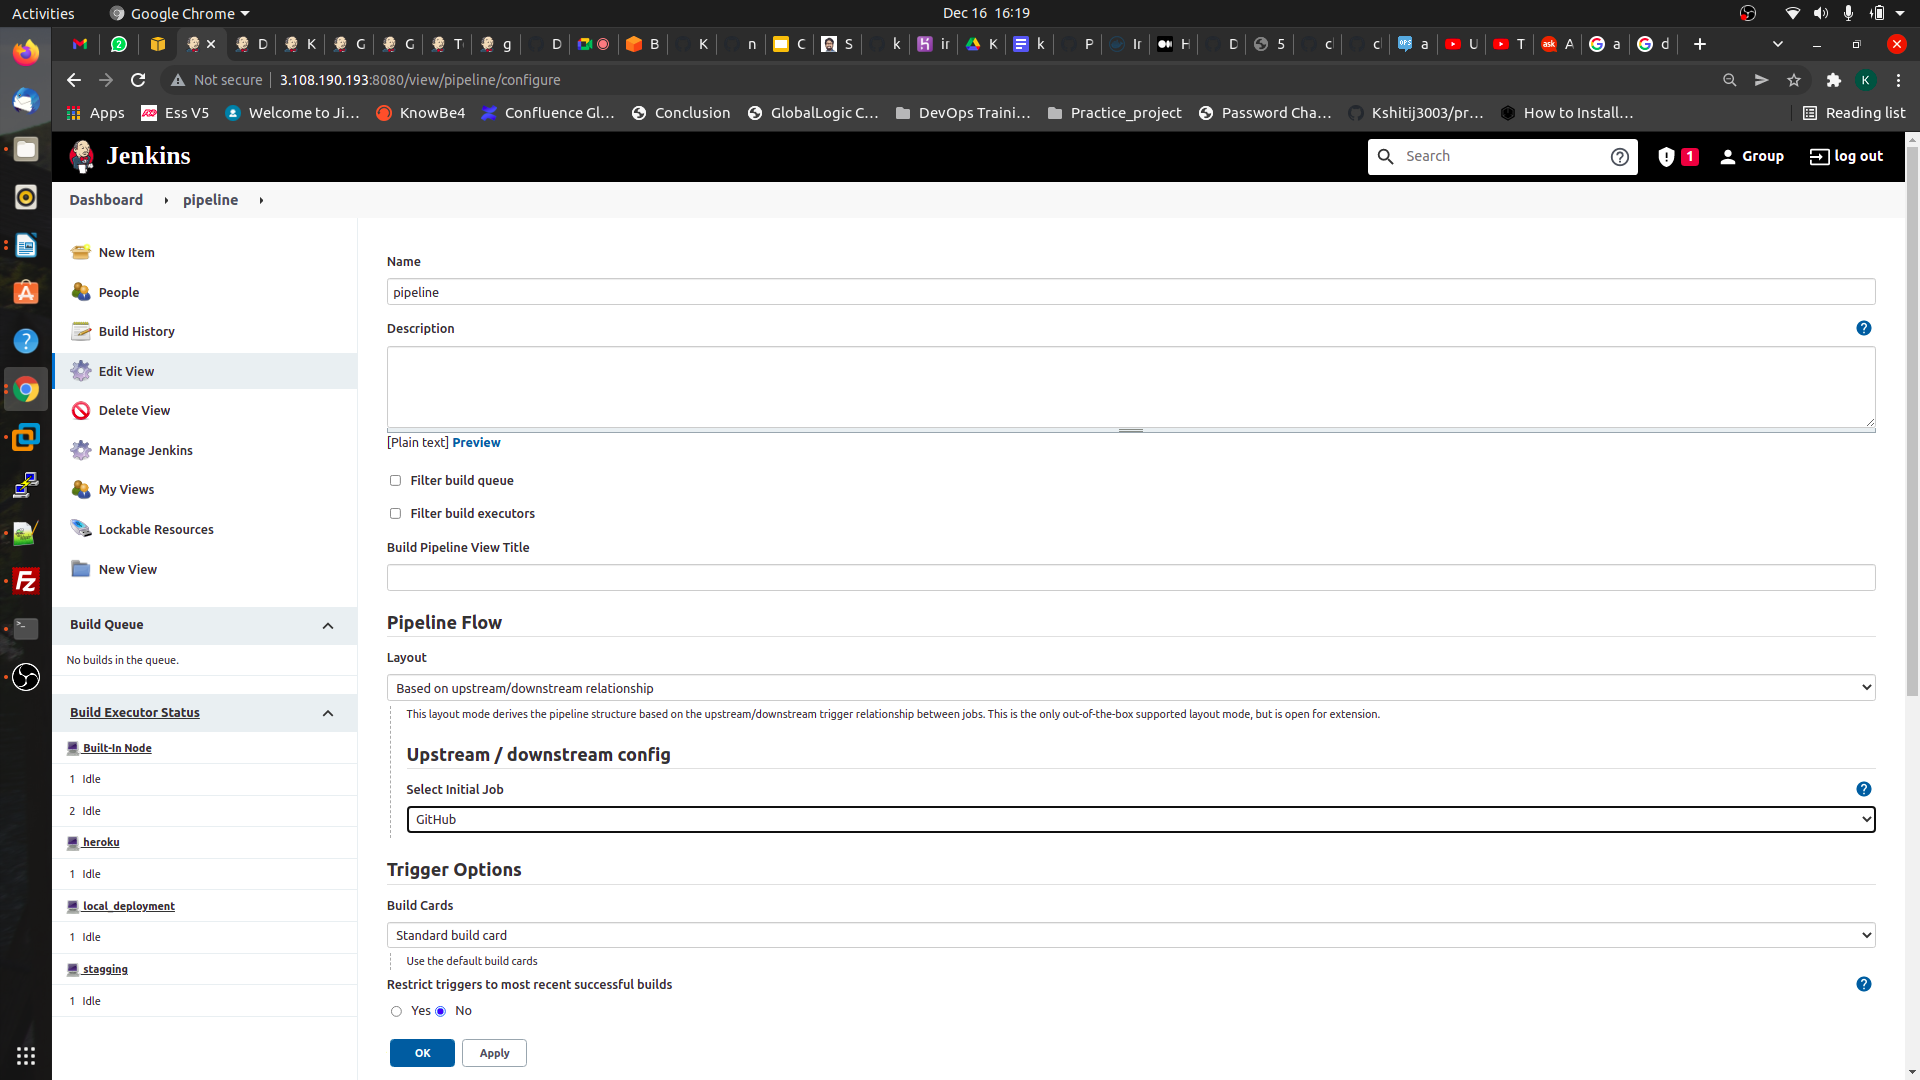 Activities
Google Chrome
Dec 16 16:19
D
K
G
G
T
g
D
B
K
n
C
S
k
ir
K
k
P
Ir
H
D
5
cl
cl
a
U
T
A
a
d
Not secure
3.108.190.193:8080/view/pipeline/configure
K
Apps
Ess V5
Welcome to Ji...
KnowBe4
Confluence Gl...
Conclusion
GlobalLogic C...
DevOps Traini...
Practice_project
Password Cha...
Kshitij3003/pr...
How to Install...
Reading list
Jenkins
Search
1
Group
log out
Dashboard
pipeline
New Item
People
Build History
Edit View
Delete View
Manage Jenkins
My Views
Lockable Resources
New View
Build Queue
No builds in the queue.
Build Executor Status
Built-In Node
1 Idle
2 Idle
heroku
1 Idle
local_deployment
1 Idle
stagging
1 Idle
Name
pipeline
Description
[Plain text] Preview
Filter build queue
Filter build executors
Build Pipeline View Title
Pipeline Flow
Layout
Based on upstream/downstream relationship
This layout mode derives the pipeline structure based on the upstream/downstream trigger relationship between jobs. This is the only out-of-the-box supported layout mode, but is open for extension.
Upstream / downstream config
Select Initial Job
GitHub
Trigger Options
Build Cards
Standard build card
Use the default build cards
Restrict triggers to most recent successful builds
Yes No
OK
Apply